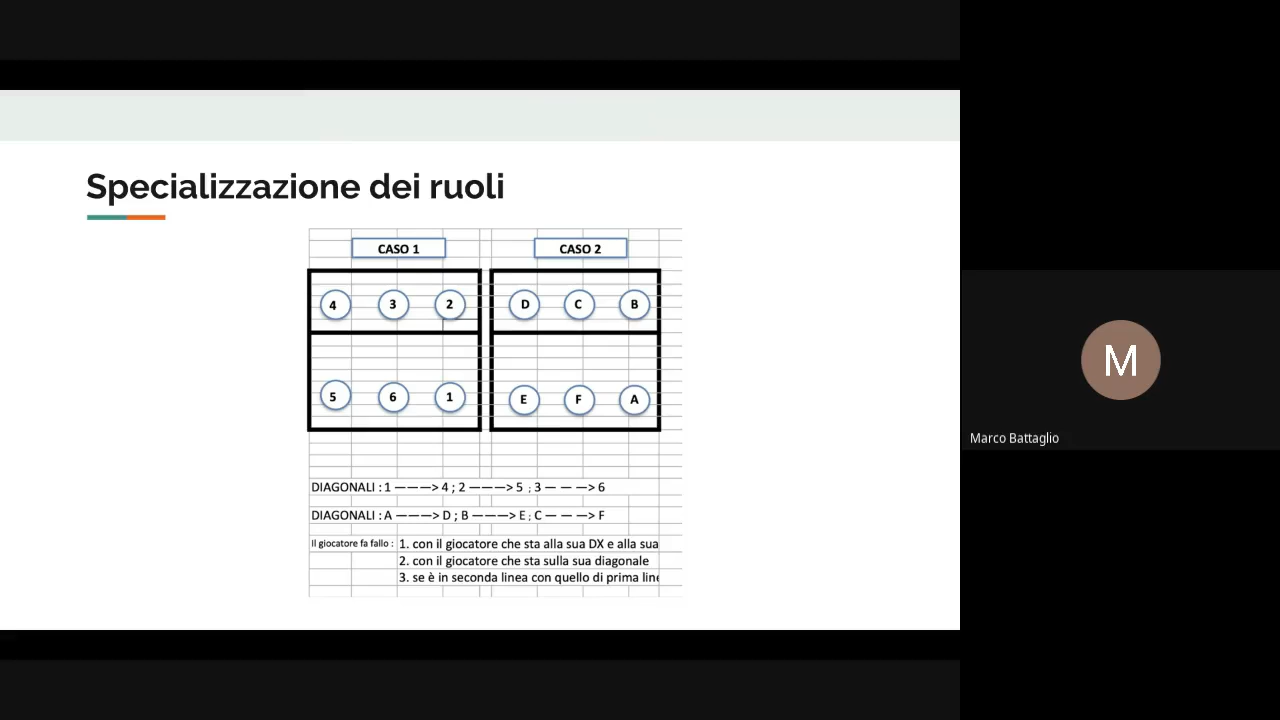 Specializzazione dei ruoli
CASO 1 CASO 2
4 3 2 D C B
5 6 1 E F A
DIAGONALI : 1 ———> 4 ; 2 ———> 5 ; 3 — — —> 6
DIAGONALI : A ———> D ; B ———> E ; C — — —> F
Il giocatore fa fallo : 1. con il giocatore che sta alla sua DX e alla sua
2. con il giocatore che sta sulla sua diagonale
3. se è in seconda linea con quello di prima
M
Marco Battaglio